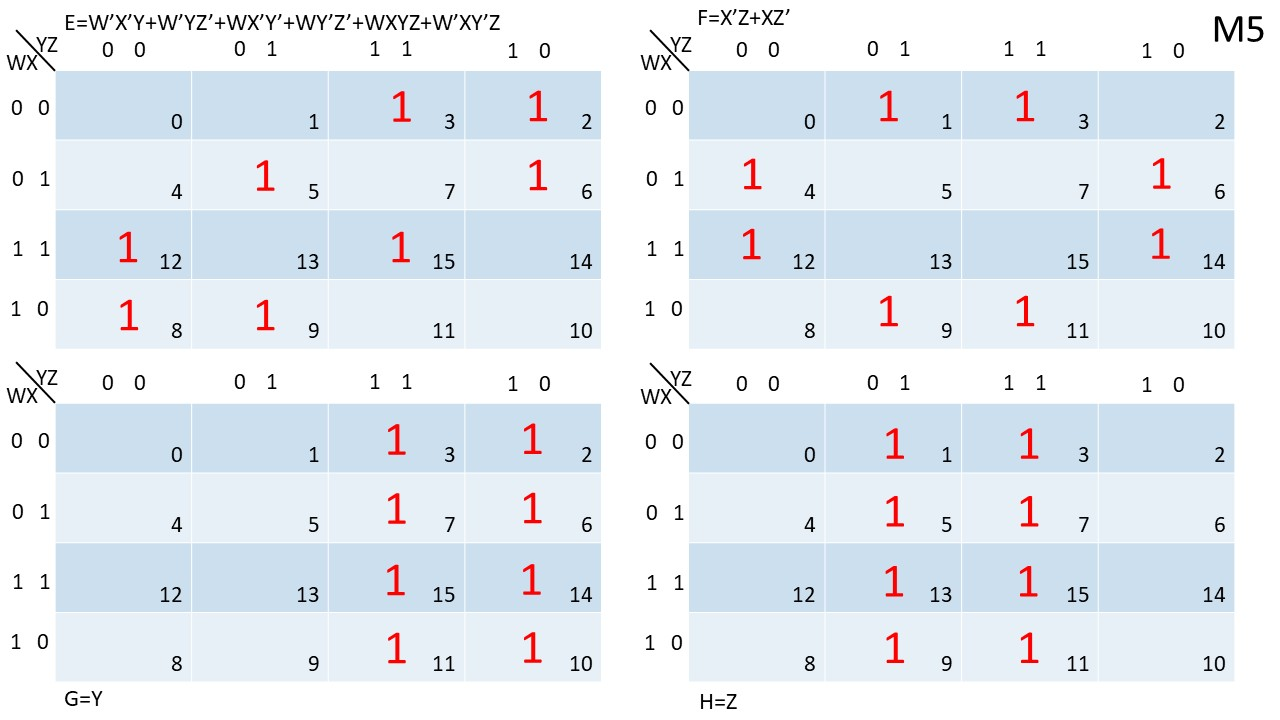 E=W’X’Y+W’YZ’+WX’Y’+WY’Z’+WXYZ+W’XY’Z
F=X’Z+XZ’
M5
YZ 0 0 0 1 1 1 1 0
WX
0 0 0 1 1 3 1 2
0 1 4 1 5 7 1 6
1 1 1 12 13 1 15 14
1 0 1 8 1 9 11 10
YZ 0 0 0 1 1 1 1 0
WX
0 0 0 1 1 1 3 2
0 1 1 4 5 7 1 6
1 1 1 12 13 15 1 14
1 0 8 1 9 1 11 10
YZ 0 0 0 1 1 1 1 0
WX
0 0 0 1 1 3 1 2
0 1 4 5 1 7 1 6
1 1 12 13 1 15 1 14
1 0 8 9 1 11 1 10
G=Y
YZ 0 0 0 1 1 1 1 0
WX
0 0 0 1 1 1 3 2
0 1 4 1 5 1 7 6
1 1 12 1 13 1 15 14
1 0 8 1 9 1 11 10
H=Z